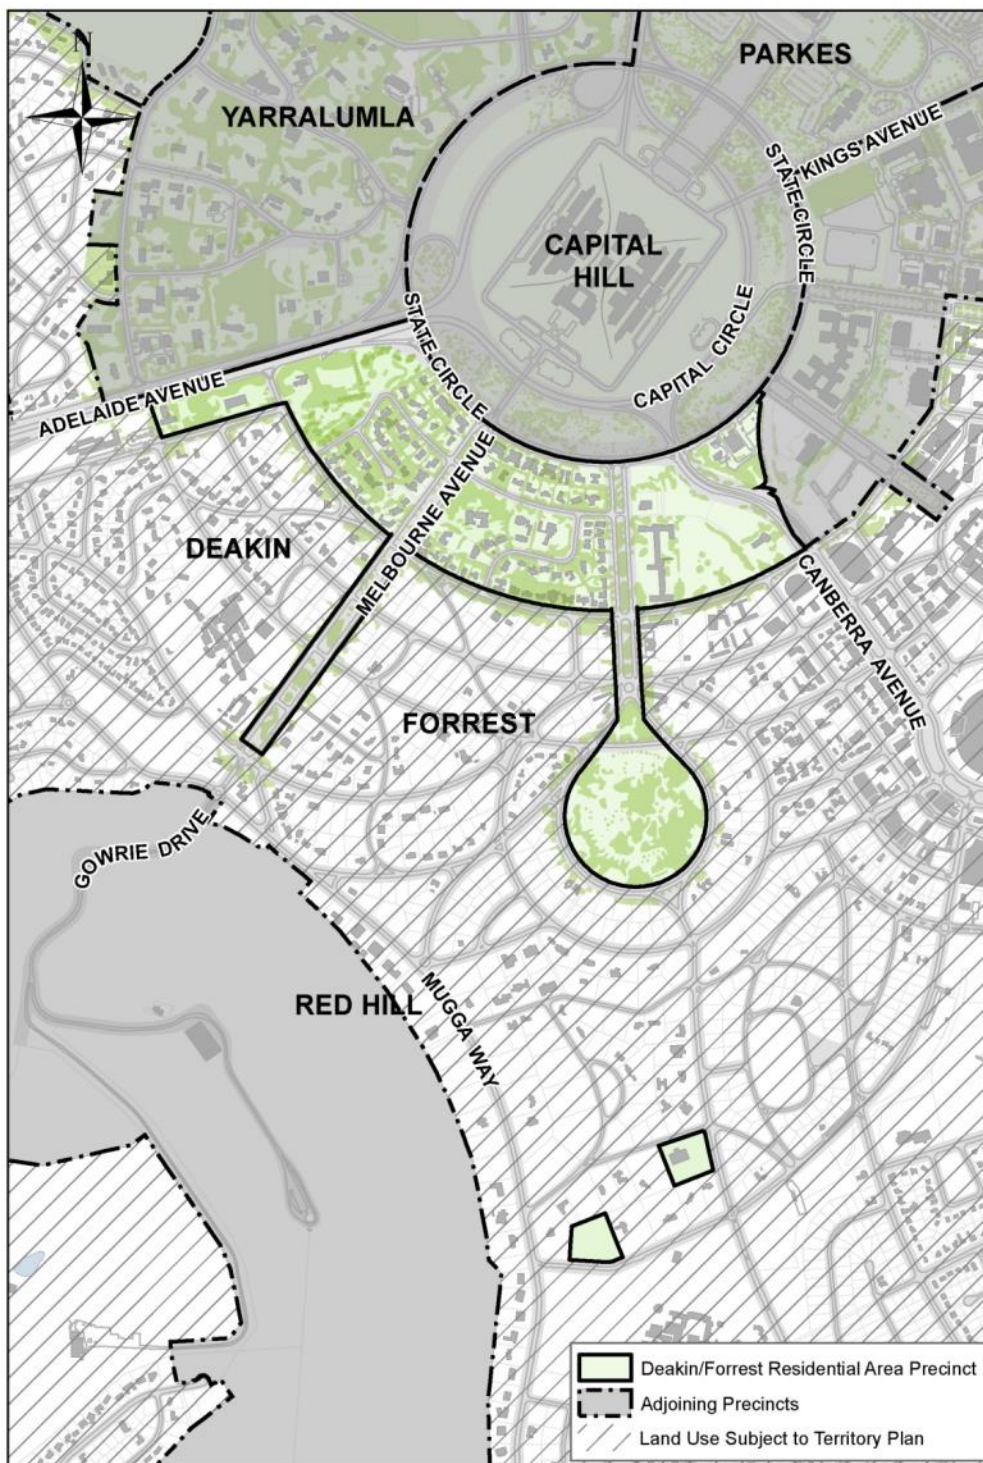 N
PARKES
YARRALUMLA
KINGS AVENUE
STATE CIRCLE
CAPITAL
HILL
CAPITAL CIRCLE
STATE CIRCLE
ADELAIDE AVENUE
MELBOURNE AVENUE
DEAKIN
CANBERRA AVENUE
FORREST
GOWRIE DRIVE
RED HILL
MUGGA WAY
Deakin/Forrest Residential Area Precinct
Adjoining Precincts
Land Use Subject to Territory Plan